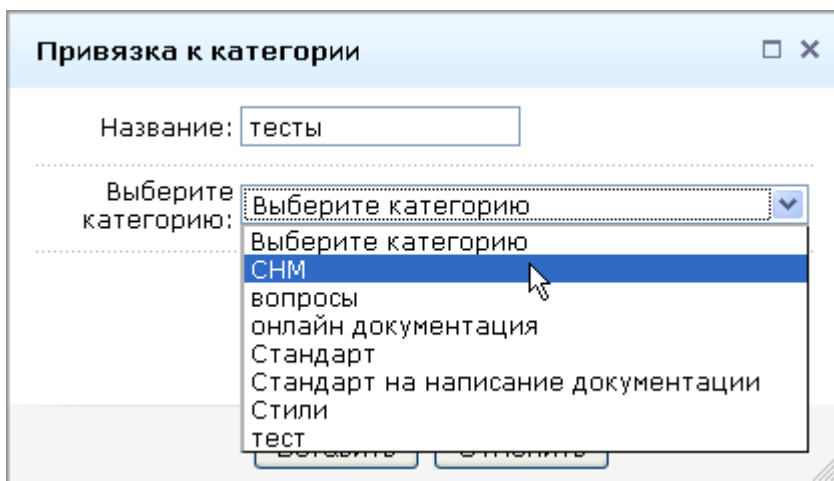 Привязка к категории
Название: тесты
Выберите категорию: Выберите категорию
Выберите категорию
CHM
вопросы
онлайн документация
Стандарт
Стандарт на написание документации
Стили
тест